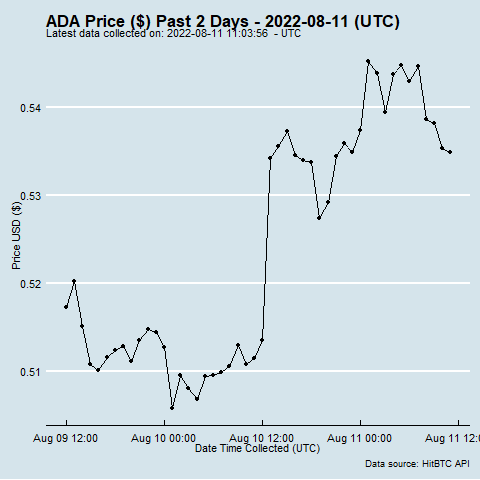 ADA Price ($) Past 2 Days - 2022-08-11 (UTC)
Latest data collected on: 2022-08-11 11:03:56 - UTC
0.54
0.53
Price USD ($)
0.52
0.51
Aug 09 12:00 Aug 10 00:00 Aug 10 12:00 Aug 11 00:00 Aug 11 12:
Date Time Collected (UTC)
Data source: HitBTC API